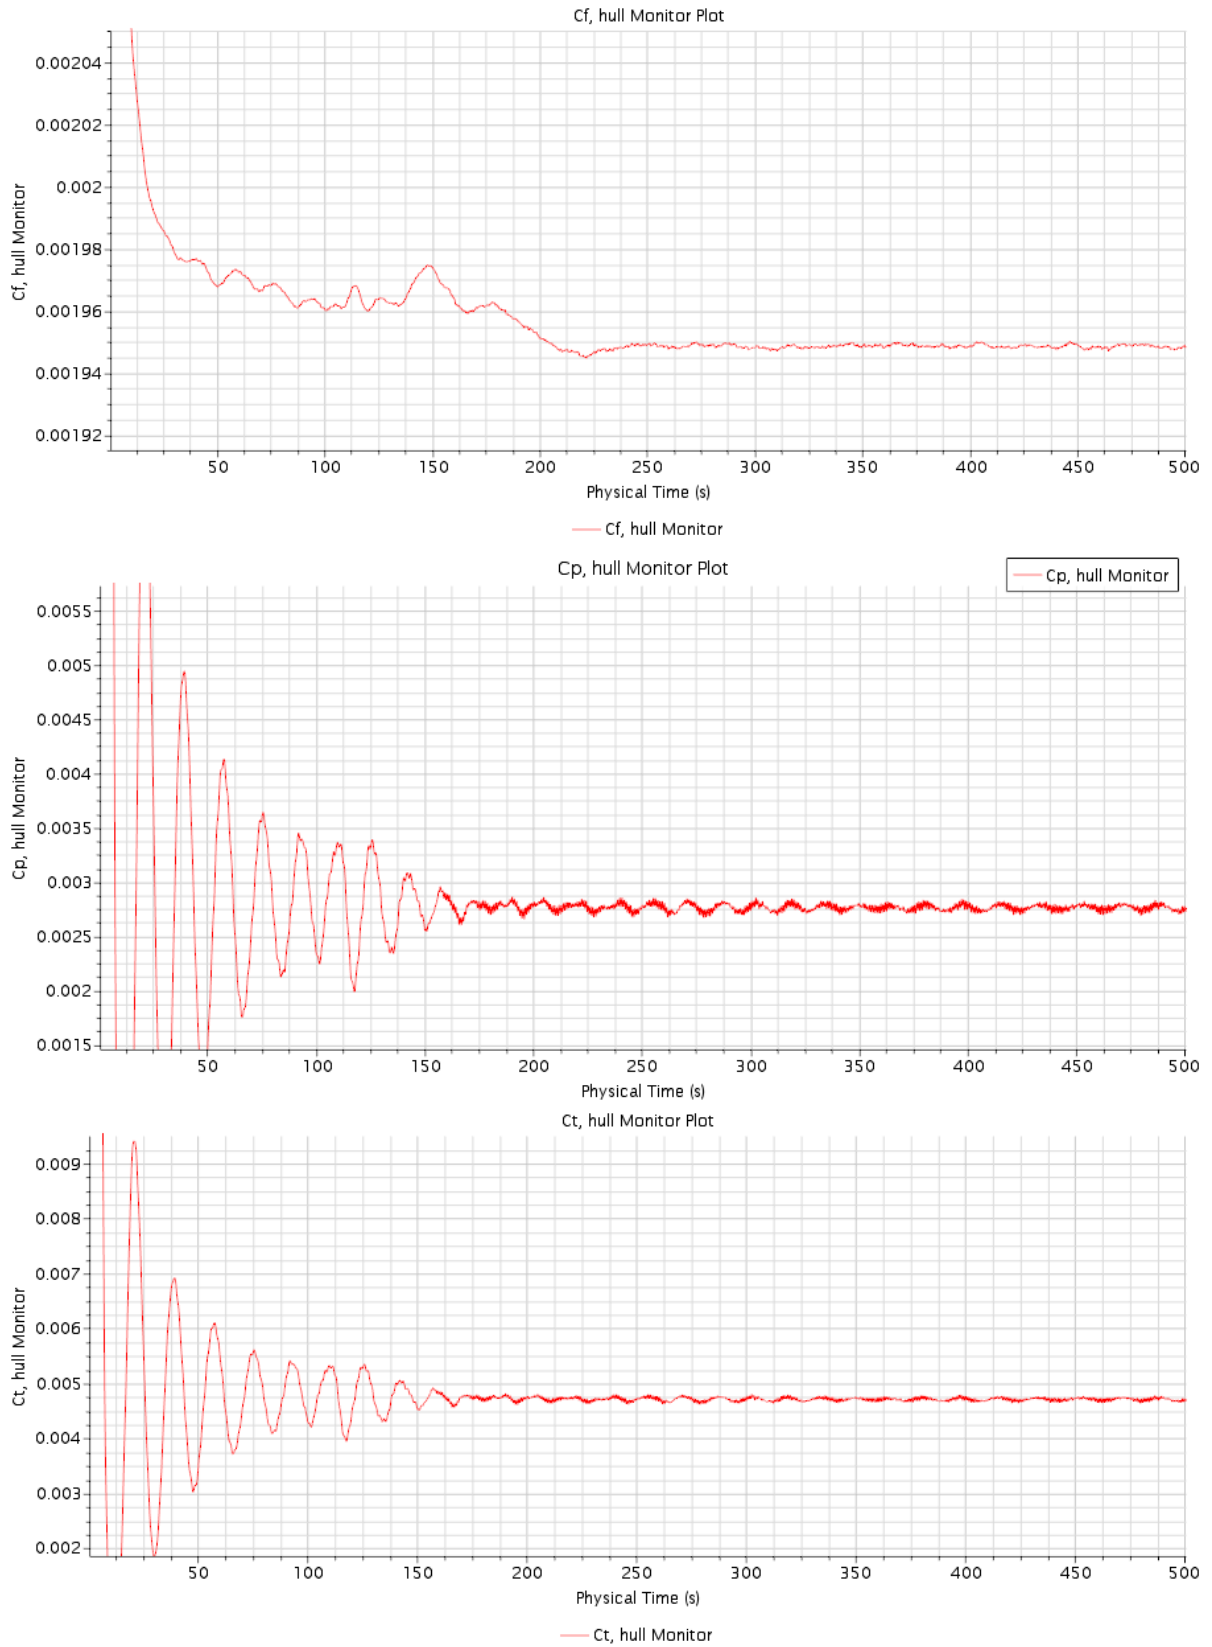 Cf, hull Monitor Plot
Cf, hull Monitor
0.00204
0.00202
0.002
0.00198
0.00196
0.00194
0.00192
50 100 150 200 250 300 350 400 450 500
Physical Time (s)
Cf, hull Monitor
Cp, hull Monitor Plot
Cp, hull Monitor
Cp, hull Monitor
0.0055
0.005
0.0045
0.004
0.0035
0.003
0.0025
0.002
0.0015
50 100 150 200 250 300 350 400 450 500
Physical Time (s)
Ct, hull Monitor Plot
Ct, hull Monitor
0.009
0.008
0.007
0.006
0.005
0.004
0.003
0.002
50 100 150 200 250 300 350 400 450 500
Physical Time (s)
Ct, hull Monitor